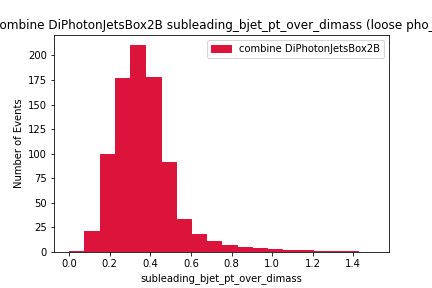 ombine DiPhotonJetsBox2B subleading_bjet_pt_over_dimass (loose pho_
combine DiPhotonJetsBox2B
Number of Events
200
175
150
125
100
75
50
25
0
0.0 0.2 0.4 0.6 0.8 1.0 1.2 1.4
subleading_bjet_pt_over_dimass